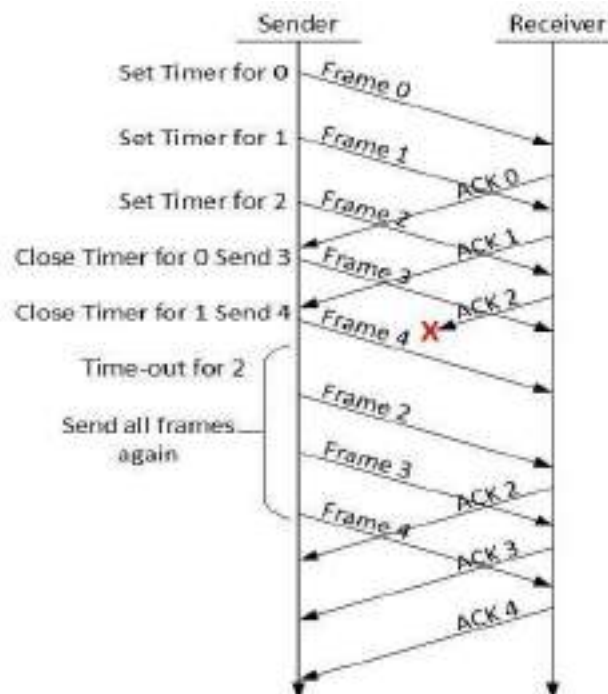 Sender
Receiver
Set Timer for 0
Frame 0
Set Timer for 1
Frame 1
ACK 0
Set Timer for 2
Frame 2
ACK 1
Close Timer for 0 Send 3
Frame 3
ACK 2
Close Timer for 1 Send 4
Frame 4
X
Time-out for 2
Frame 2
Send all frames
again
Frame 3
ACK 2
Frame 4
ACK 3
ACK 4